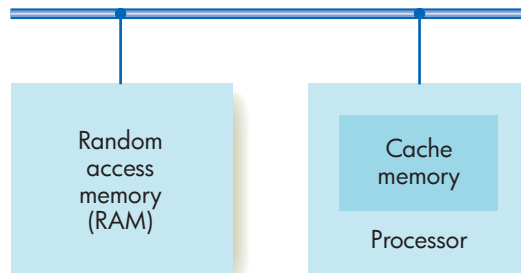 Random
access
memory
(RAM)
Cache
memory
Processor